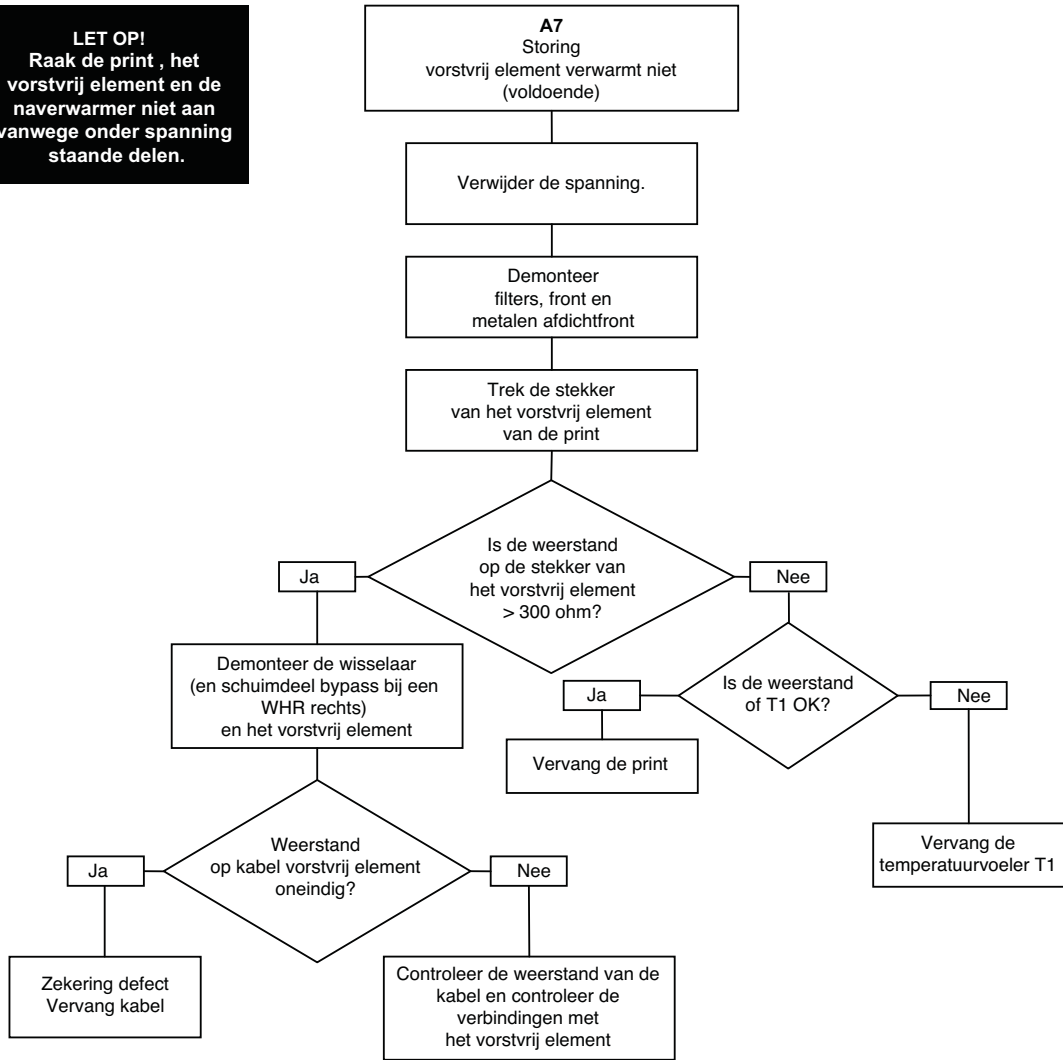 LET OP!
Raak de print , het
vorstvrij element en de
naverwarmer niet aan
vanwege onder spanning
staande delen.
A7
Storing
vorstvrij element verwarmt niet
(voldoende)
Verwijder de spanning.
Demonteer
filters, front en
metalen afdichtfront
Trek de stekker
van het vorstvrij element
van de print
Is de weerstand
op de stekker van
het vorstvrij element
> 300 ohm?
Ja
Nee
Demonteer de wisselaar
(en schuimdeel bypass bij een
WHR rechts)
en het vorstvrij element
Is de weerstand
of T1 OK?
Ja
Nee
Vervang de print
Vervang de
temperatuurvoeler T1
Weerstand
op kabel vorstvrij element
oneindig?
Ja
Nee
Zekering defect
Vervang kabel
Controleer de weerstand van de
kabel en controleer de
verbindingen met
het vorstvrij element